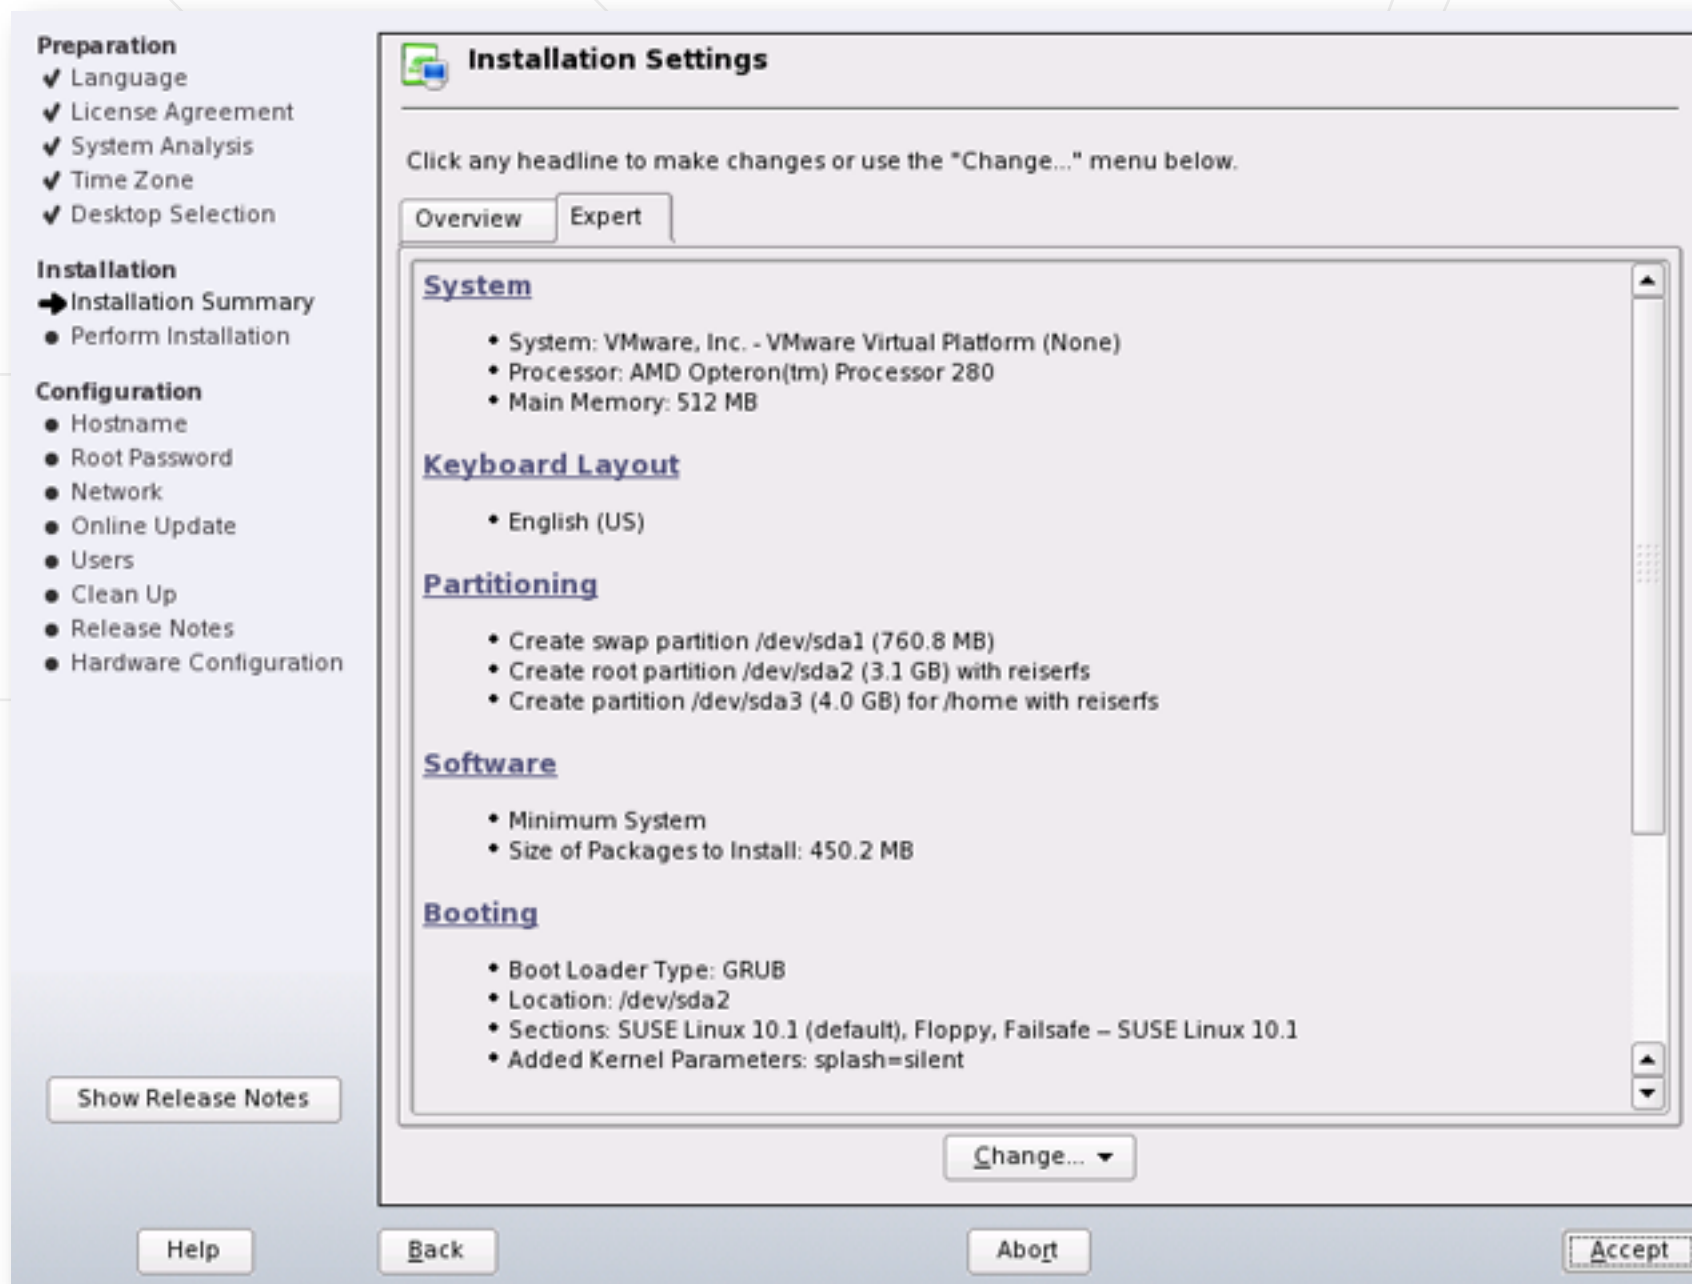 Preparation
Language
License Agreement
System Analysis
Time Zone
Desktop Selection
Installation
Installation Summary
Perform Installation
Configuration
Hostname
Root Password
Network
Online Update
Users
Clean Up
Release Notes
Hardware Configuration
Show Release Notes
Installation Settings
Click any headline to make changes or use the "Change..." menu below.
Overview Expert
System
• System: VMware, Inc. - VMware Virtual Platform (None)
• Processor: AMD Opteron(tm) Processor 280
• Main Memory: 512 MB
Keyboard Layout
• English (US)
Partitioning
• Create swap partition /dev/sda1 (760.8 MB)
• Create root partition /dev/sda2 (3.1 GB) with reiserfs
• Create partition /dev/sda3 (4.0 GB) for /home with reiserfs
Software
• Minimum System
• Size of Packages to Install: 450.2 MB
Booting
• Boot Loader Type: GRUB
• Location: /dev/sda2
• Sections: SUSE Linux 10.1 (default), Floppy, Failsafe – SUSE Linux 10.1
• Added Kernel Parameters: splash=silent
Change...
Help Back Abort Accept